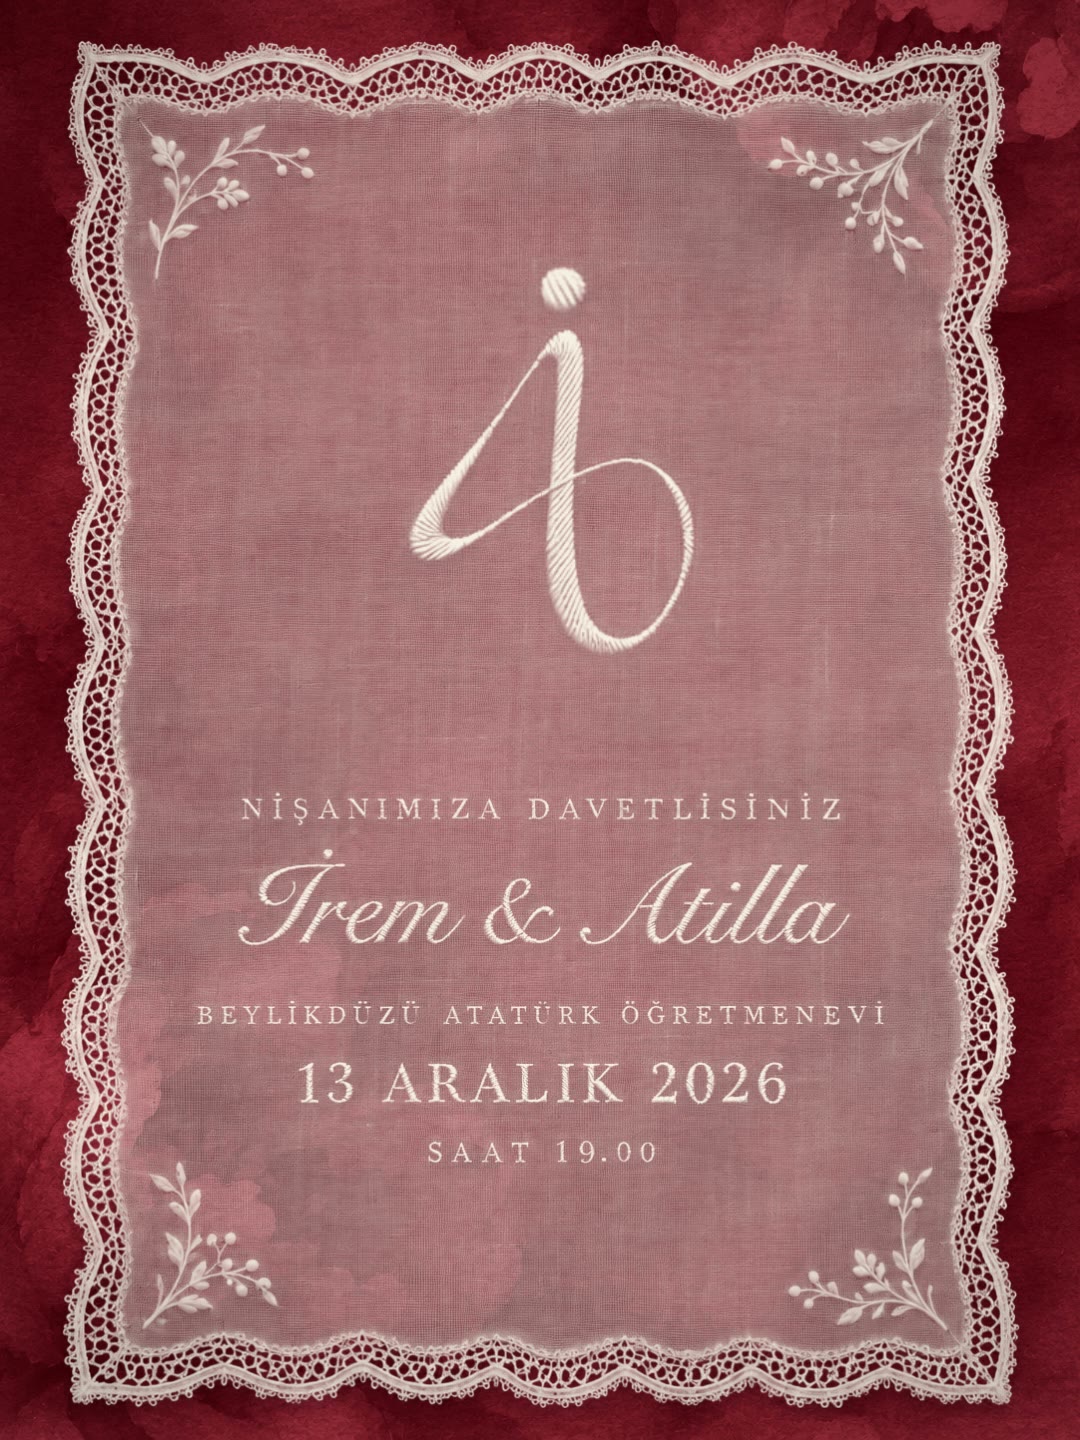 i
NİŞANIMIZA DAVETLİSİNİZ
İrem & Atilla
BEYLİKDÜZÜ ATATÜRK ÖĞRETMENEVİ
13 ARALIK 2026
SAAT 19.00